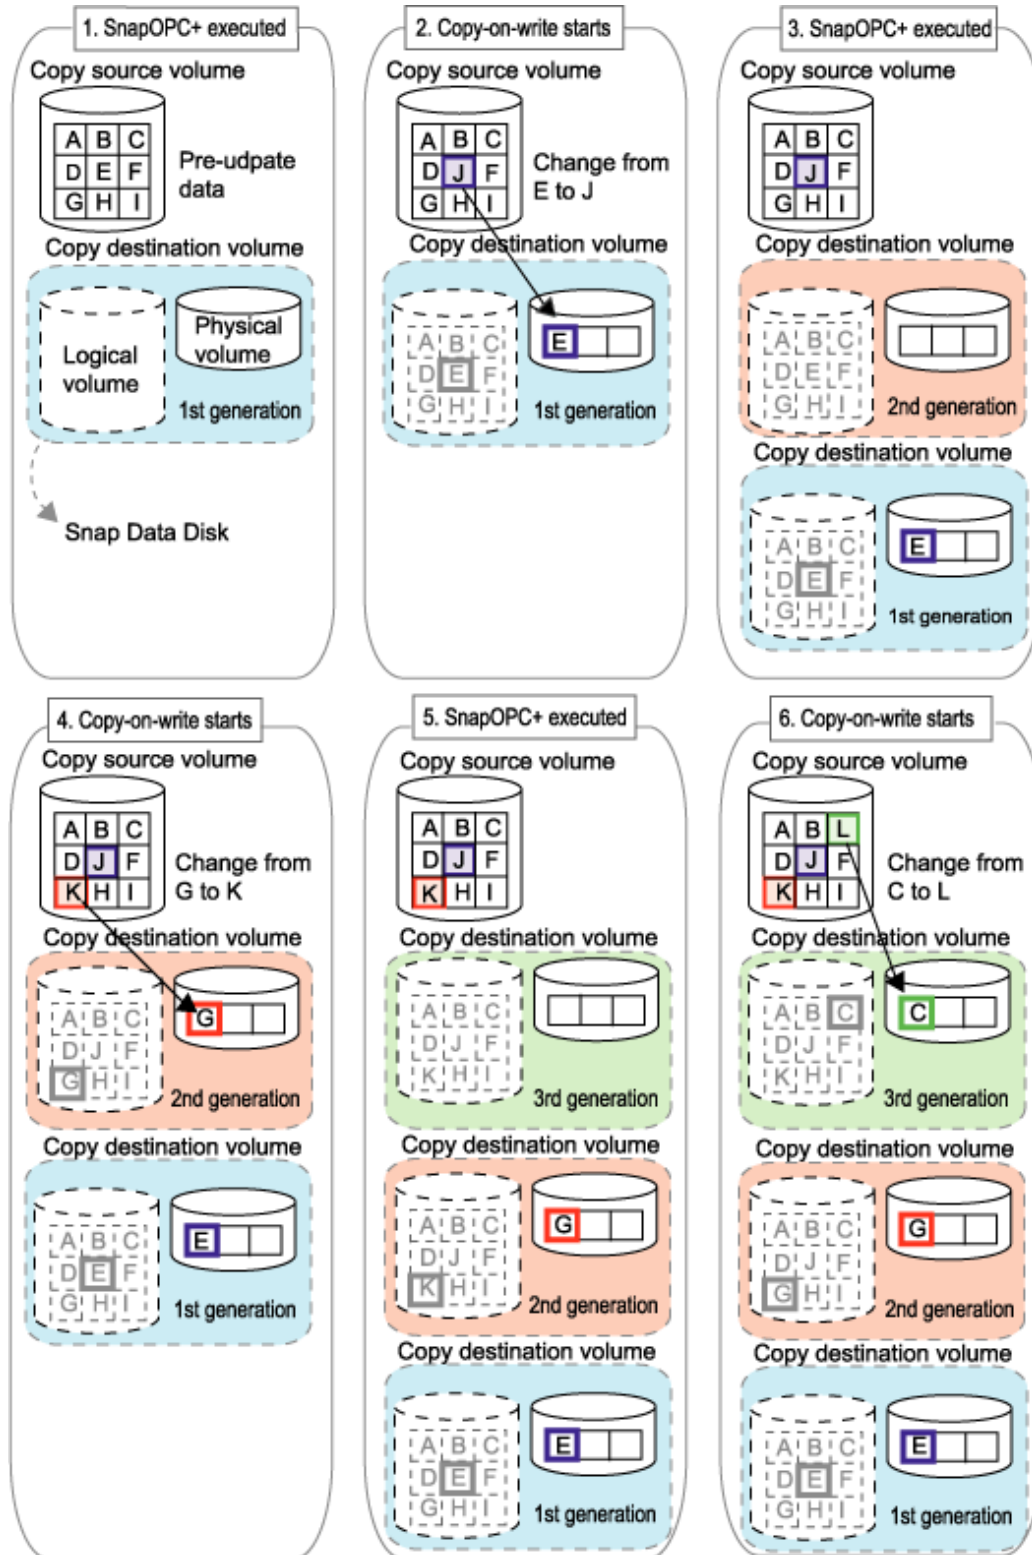 1. SnapOPC+ executed
Copy source volume
A B C
D E F
G H I
Pre-udpate
data
Copy destination volume
Logical
volume
Physical
volume
1st generation
Snap Data Disk
2. Copy-on-write starts
Copy source volume
A B C
D J F
G H I
Change from
E to J
Copy destination volume
A B C
D E F
G H I
E
1st generation
3. SnapOPC+ executed
Copy source volume
A B C
D J F
G H I
Copy destination volume
A B C
D E F
G H I
2nd generation
Copy destination volume
A B C
D E F
G H I
E
1st generation
4. Copy-on-write starts
Copy source volume
A B C
D J F
K H I
Change from
G to K
Copy destination volume
A B C
D J F
G H I
G
2nd generation
Copy destination volume
A B C
D E F
G H I
E
1st generation
5. SnapOPC+ executed
Copy source volume
A B C
D J F
K H I
Copy destination volume
A B C
D J F
K H I
3rd generation
Copy destination volume
A B C
D J F
K H I
G
2nd generation
Copy destination volume
A B C
D E F
G H I
E
1st generation
6. Copy-on-write starts
Copy source volume
A B L
D J F
K H I
Change from
C to L
Copy destination volume
A B C
D J F
K H I
C
3rd generation
Copy destination volume
A B C
D J F
G H I
G
2nd generation
Copy destination volume
A B C
D E F
G H I
E
1st generation